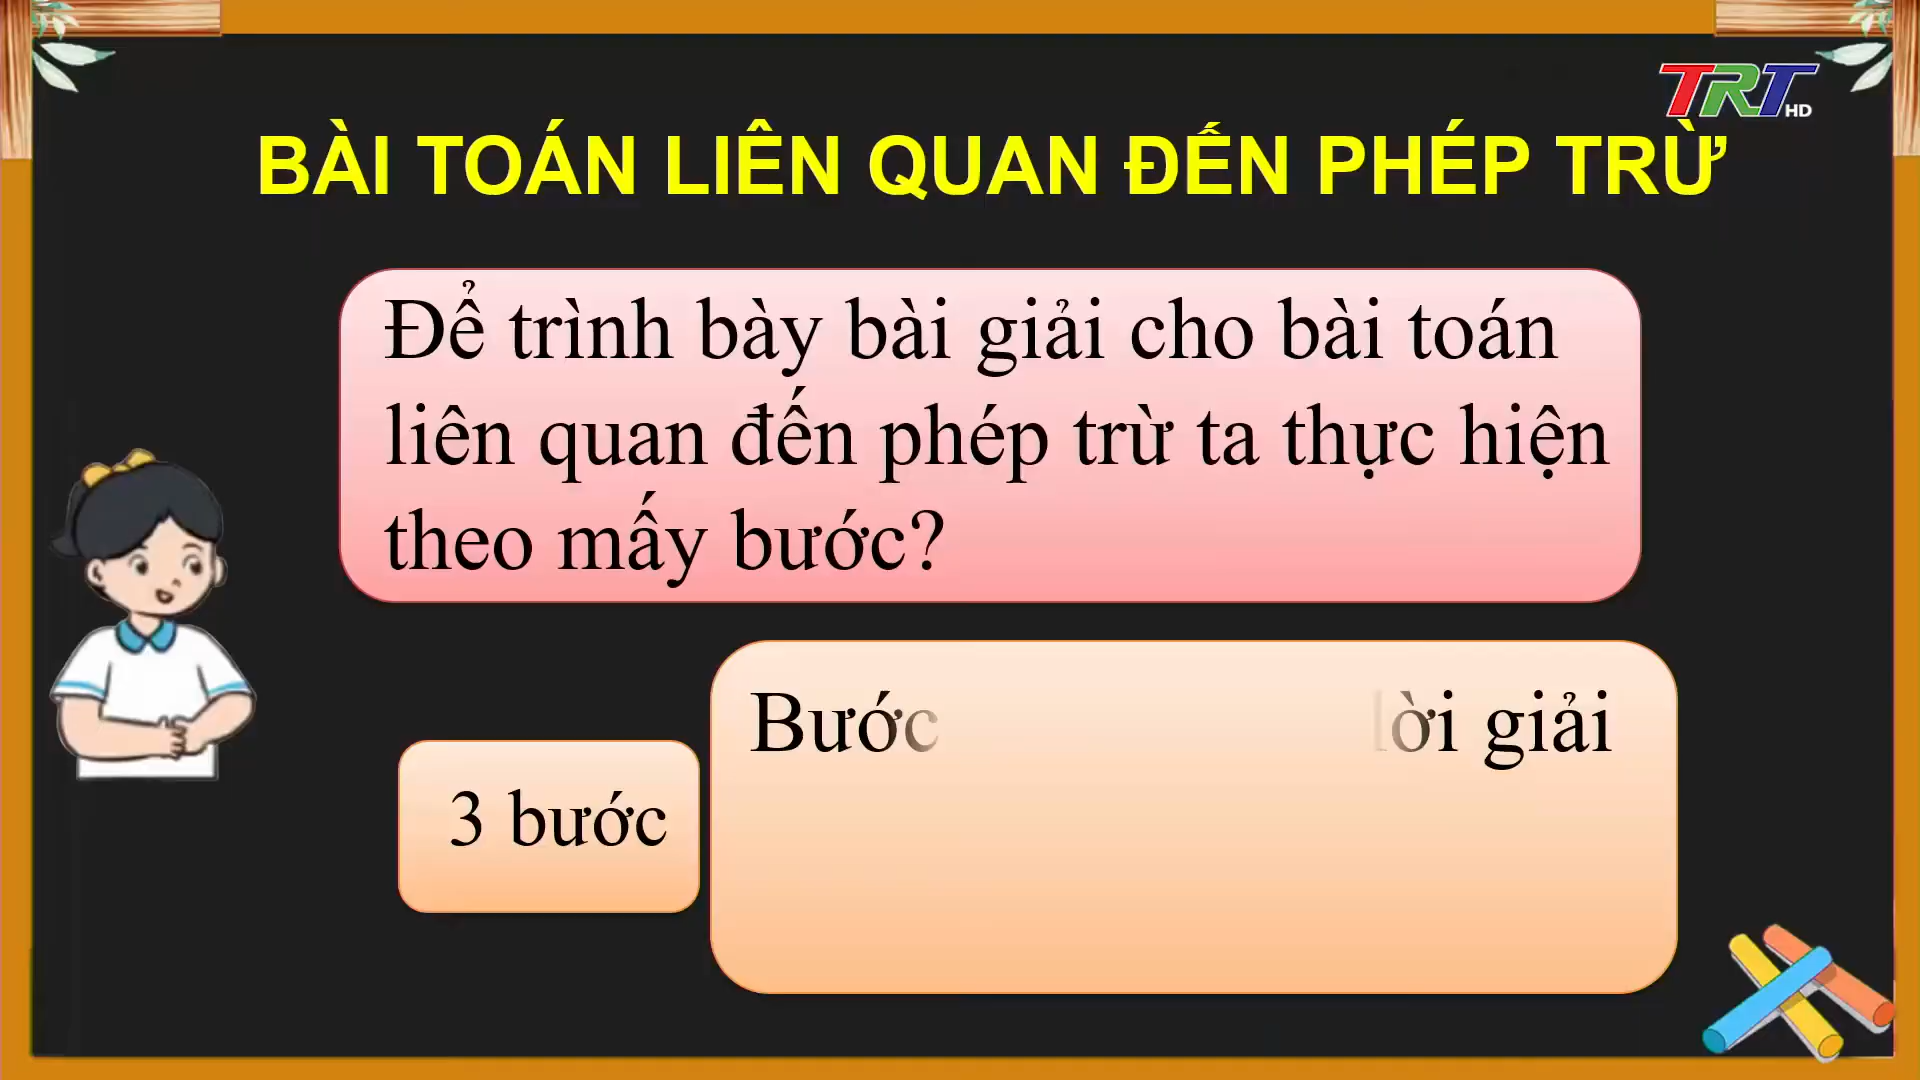 TRT HD
BÀI TOÁN LIÊN QUAN ĐẾN PHÉP TRỪ
Để trình bày bài giải cho bài toán
liên quan đến phép trừ ta thực hiện
theo mấy bước?
Bước lời giải
3 bước